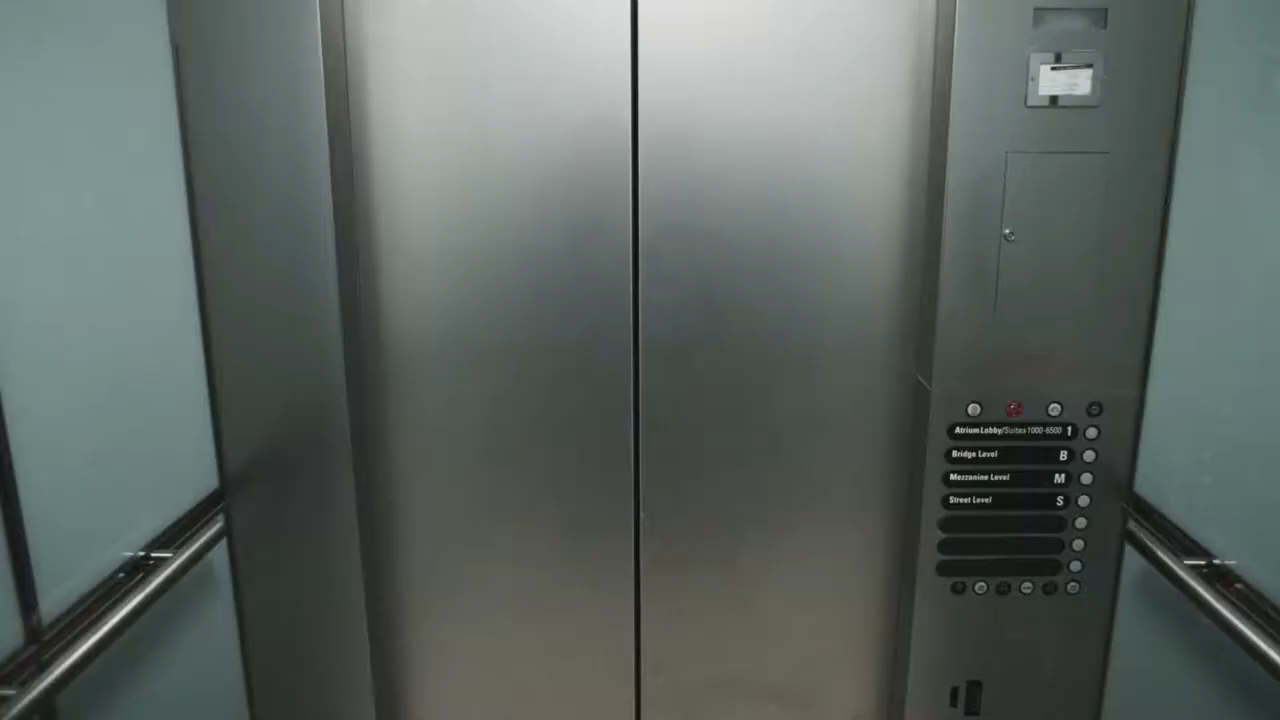 Atrium Lobby/Suites 1000-6500 1
Bridge Level B
Mezzanine Level M
Street Level S